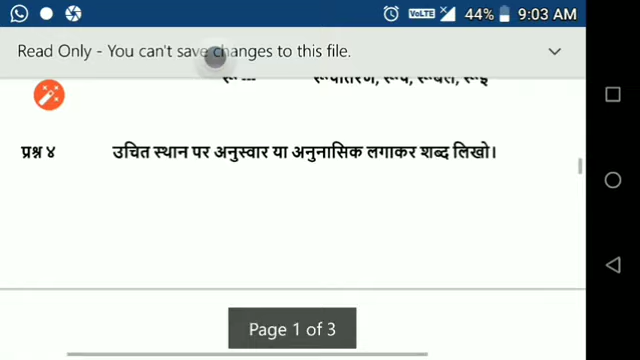 VoLTE 44% 9:03 AM
Read Only - You can't save changes to this file.
प्रश्न ४ उचित स्थान पर अनुस्वार या अनुनासिक लगाकर शब्द लिखो।
Page 1 of 3